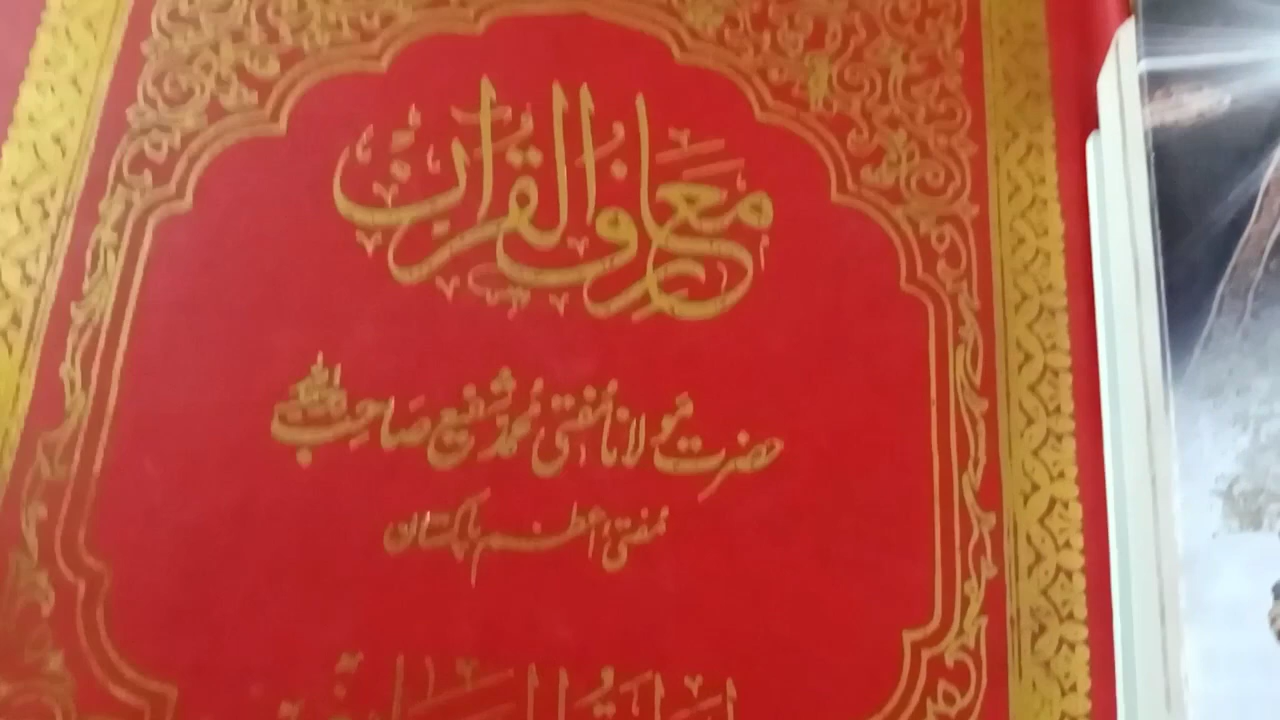 معارف القرآن
حضرت مولانا مفتی محمد شفیع صاحب
مفتی اعظم پاکستان